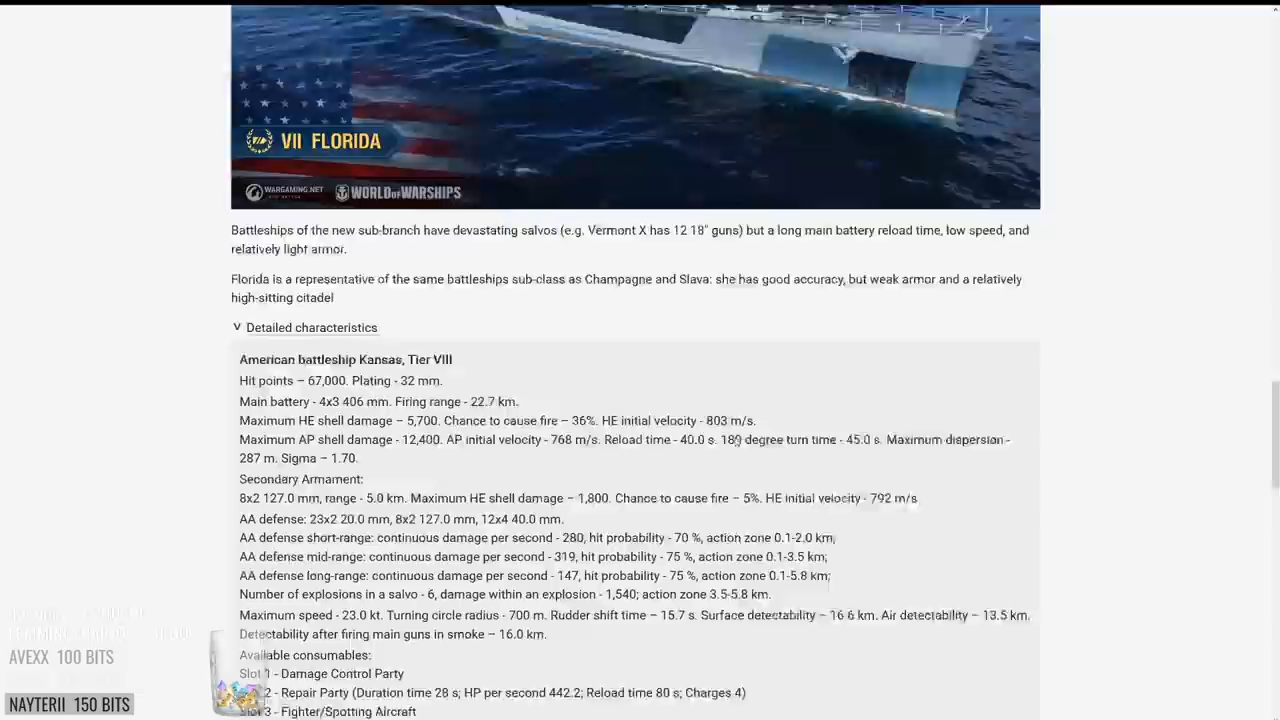 VII FLORIDA
WARGAMING.NET
WORLD OF WARSHIPS
Battleships of the new sub-branch have devastating salvos (e.g. Vermont X has 12 18" guns) but a long main battery reload time, low speed, and
relatively light armor.
Florida is a representative of the same battleships sub-class as Champagne and Slava: she has good accuracy, but weak armor and a relatively
high-sitting citadel
Detailed characteristics
American battleship Kansas, Tier VIII
Hit points – 67,000. Plating - 32 mm.
Main battery - 4x3 406 mm. Firing range - 22.7 km.
Maximum HE shell damage – 5,700. Chance to cause fire – 36%. HE initial velocity - 803 m/s.
Maximum AP shell damage - 12,400. AP initial velocity - 768 m/s. Reload time - 40.0 s. 180 degree turn time - 45.0 s. Maximum dispersion -
287 m. Sigma – 1.70.
Secondary Armament:
8x2 127.0 mm, range - 5.0 km. Maximum HE shell damage – 1,800. Chance to cause fire – 5%. HE initial velocity - 792 m/s
AA defense: 23x2 20.0 mm, 8x2 127.0 mm, 12x4 40.0 mm.
AA defense short-range: continuous damage per second - 280, hit probability - 70 %, action zone 0.1-2.0 km;
AA defense mid-range: continuous damage per second - 319, hit probability - 75 %, action zone 0.1-3.5 km;
AA defense long-range: continuous damage per second - 147, hit probability - 75 %, action zone 0.1-5.8 km;
Number of explosions in a salvo - 6, damage within an explosion - 1,540; action zone 3.5-5.8 km.
Maximum speed - 23.0 kt. Turning circle radius - 700 m. Rudder shift time – 15.7 s. Surface detectability – 16.6 km. Air detectability – 13.5 km.
Detectability after firing main guns in smoke – 16.0 km.
Available consumables:
Slot 1 - Damage Control Party
2 - Repair Party (Duration time 28 s; HP per second 442.2; Reload time 80 s; Charges 4)
3 - Fighter/Spotting Aircraft
AVEXX 100 BITS
NAYTERII 150 BITS